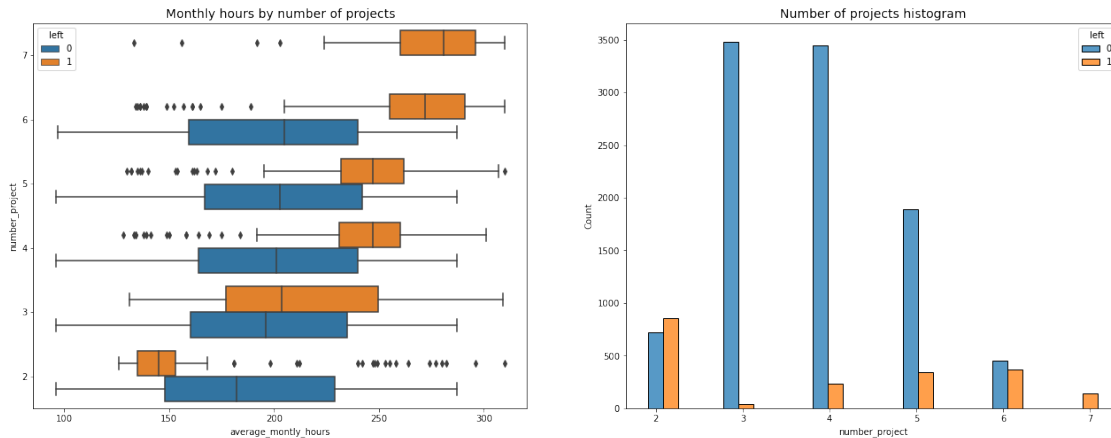 Monthly hours by number of projects
left
0
1
7
6
5
4
3
2
number_project
100 150 200 250 300
average_montly_hours
Number of projects histogram
left
0
1
3500
3000
2500
2000
1500
1000
500
0
Count
2 3 4 5 6 7
number_project